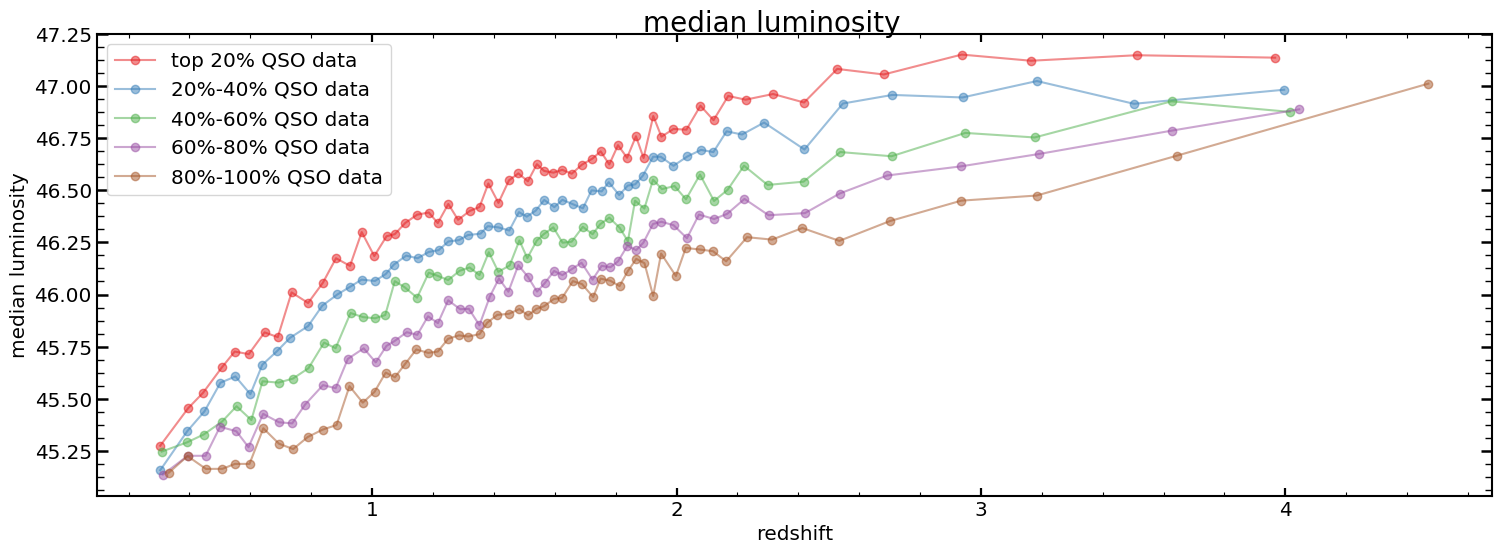 median luminosity
47.25
47.00
46.75
46.50
46.25
46.00
45.75
45.50
45.25
median luminosity
top 20% QSO data
20%-40% QSO data
40%-60% QSO data
60%-80% QSO data
80%-100% QSO data
1 2 3 4
redshift